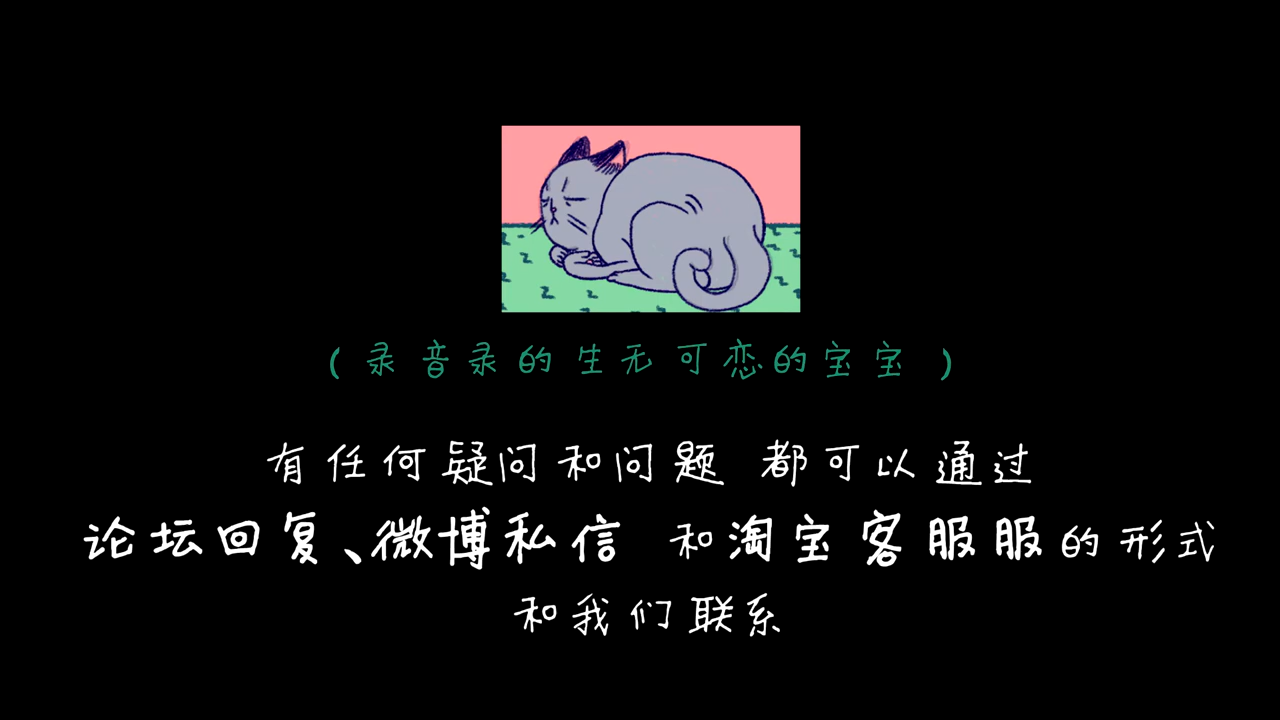 (录音录的生无可恋的宝宝)
有任何疑问和问题 都可以通过
论坛回复、微博私信 和淘宝客服服的形式
和我们联系